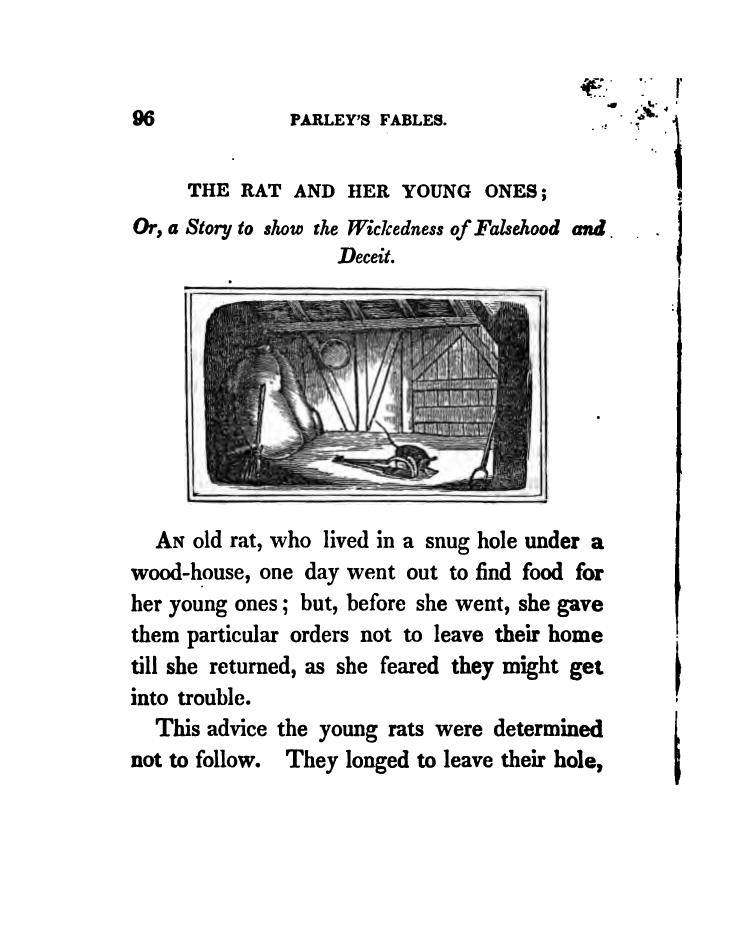 96 PARLEY'S FABLES.
THE RAT AND HER YOUNG ONES;
Or, a Story to show the Wickedness of Falsehood and
Deceit.
AN old rat, who lived in a snug hole under a
wood-house, one day went out to find food for
her young ones; but, before she went, she gave
them particular orders not to leave their home
till she returned, as she feared they might get
into trouble.
This advice the young rats were determined
not to follow. They longed to leave their hole,